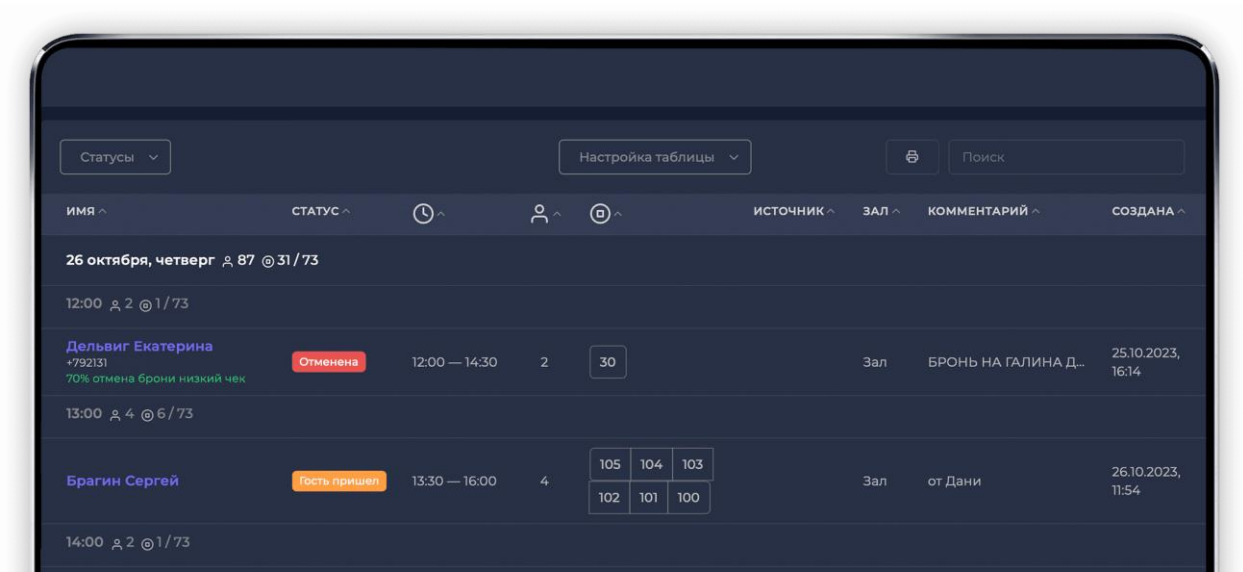 Статусы
Настройка таблицы
Поиск
ИМЯ СТАТУС ИСТОЧНИК ЗАЛ КОММЕНТАРИЙ СОЗДАНА
26 октября, четверг 87 31/73
12:00 2 1/73
Дельвиг Екатерина
+792131
70% отмена брони низкий чек
Отменена
12:00 — 14:30
2
30
Зал
БРОНЬ НА ГАЛИНА Д...
25.10.2023,
16:14
13:00 4 6/73
Брагин Сергей
Гость пришел
13:30 — 16:00
4
105 104 103
102 101 100
Зал
от Дани
26.10.2023,
11:54
14:00 2 1/73